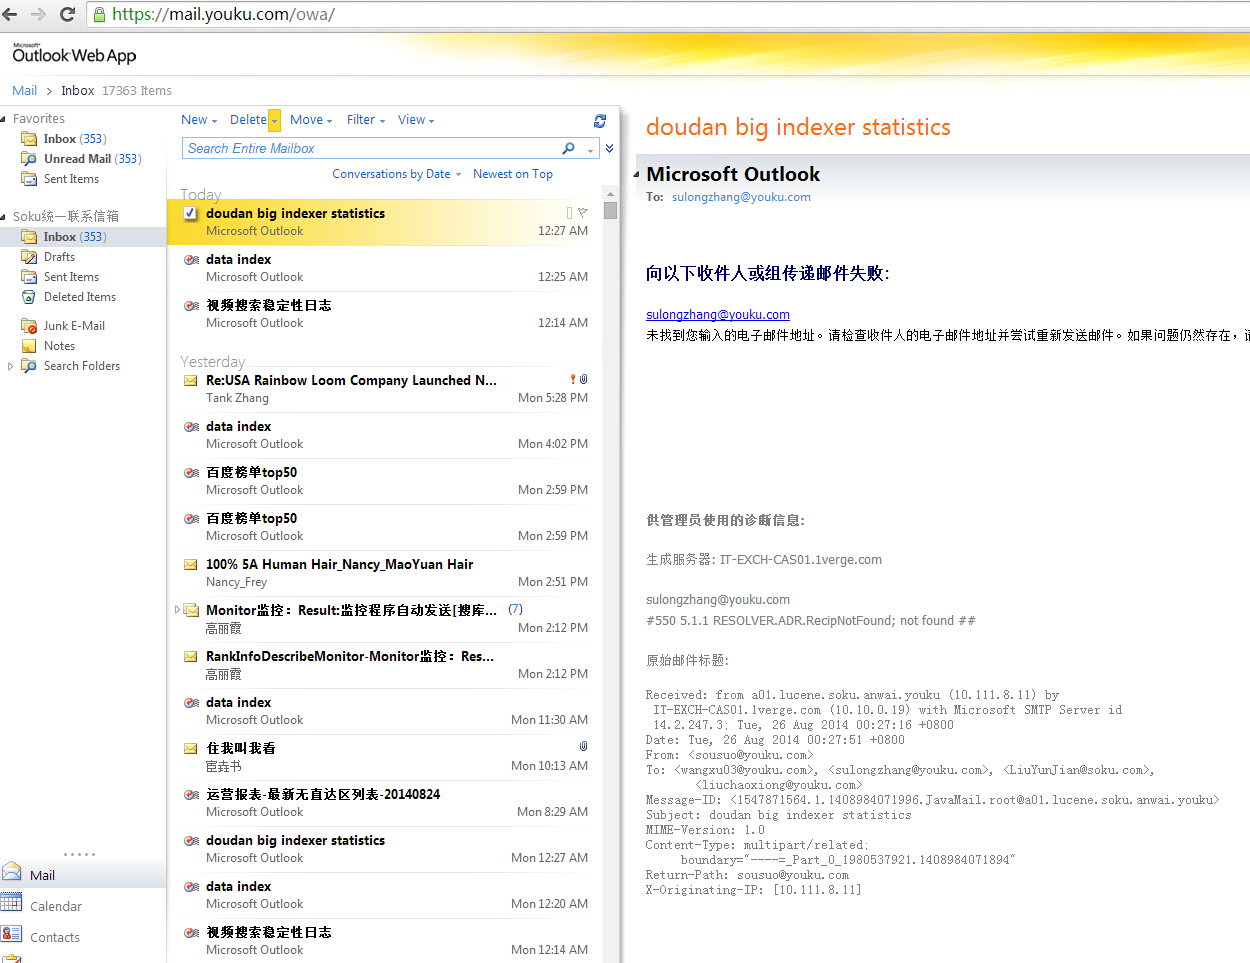 https://mail.youku.com/owa/
Microsoft®
Outlook Web App
Mail > Inbox 17363 Items
Favorites
Inbox (353)
Unread Mail (353)
Sent Items
Soku统一联系信箱
Inbox (353)
Drafts
Sent Items
Deleted Items
Junk E-Mail
Notes
Search Folders
Mail
Calendar
Contacts
New Delete Move Filter View
Search Entire Mailbox
Conversations by Date Newest on Top
Today
doudan big indexer statistics
Microsoft Outlook 12:27 AM
data index
Microsoft Outlook 12:25 AM
视频搜索稳定性日志
Microsoft Outlook 12:14 AM
Yesterday
Re:USA Rainbow Loom Company Launched N...
Tank Zhang Mon 5:28 PM
data index
Microsoft Outlook Mon 4:02 PM
百度榜单top50
Microsoft Outlook Mon 2:59 PM
百度榜单top50
Microsoft Outlook Mon 2:59 PM
100% 5A Human Hair_Nancy_MaoYuan Hair
Nancy_Frey Mon 2:51 PM
Monitor监控：Result:监控程序自动发送[搜库... (7)
高丽霞 Mon 2:12 PM
RankInfoDescribeMonitor-Monitor监控：Res...
高丽霞 Mon 2:12 PM
data index
Microsoft Outlook Mon 11:30 AM
住我叫我看
Mon 10:13 AM
运营报表-最新无直达区列表-20140824
Microsoft Outlook Mon 8:29 AM
doudan big indexer statistics
Microsoft Outlook Mon 12:27 AM
data index
Microsoft Outlook Mon 12:20 AM
视频搜索稳定性日志
Microsoft Outlook Mon 12:14 AM
doudan big indexer statistics
Microsoft Outlook
To: sulongzhang@youku.com
向以下收件人或组传递邮件失败:
sulongzhang@youku.com
未找到您输入的电子邮件地址。请检查收件人的电子邮件地址并尝试重新发送邮件。如果问题仍然存在，
供管理员使用的诊断信息:
生成服务器: IT-EXCH-CAS01.1verge.com
sulongzhang@youku.com
#550 5.1.1 RESOLVER.ADR.RecipNotFound; not found ##
原始邮件标题:
Received: from a01.lucene.soku.anwai.youku (10.111.8.11) by
IT-EXCH-CAS01.1verge.com (10.10.0.19) with Microsoft SMTP Server id
14.2.247.3; Tue, 26 Aug 2014 00:27:16 +0800
Date: Tue, 26 Aug 2014 00:27:51 +0800
From: <sousuo@youku.com>
To: <wangxu03@youku.com>, <sulongzhang@youku.com>, <LiuYunJian@soku.com>,
<liuchaoxiong@youku.com>
Message-ID: <1547871564.1.1408984071996.JavaMail.root@a01.lucene.soku.anwai.youku>
Subject: doudan big indexer statistics
MIME-Version: 1.0
Content-Type: multipart/related;
boundary="----=_Part_0_1980537921.1408984071894"
Return-Path: sousuo@youku.com
X-Originating-IP: [10.111.8.11]